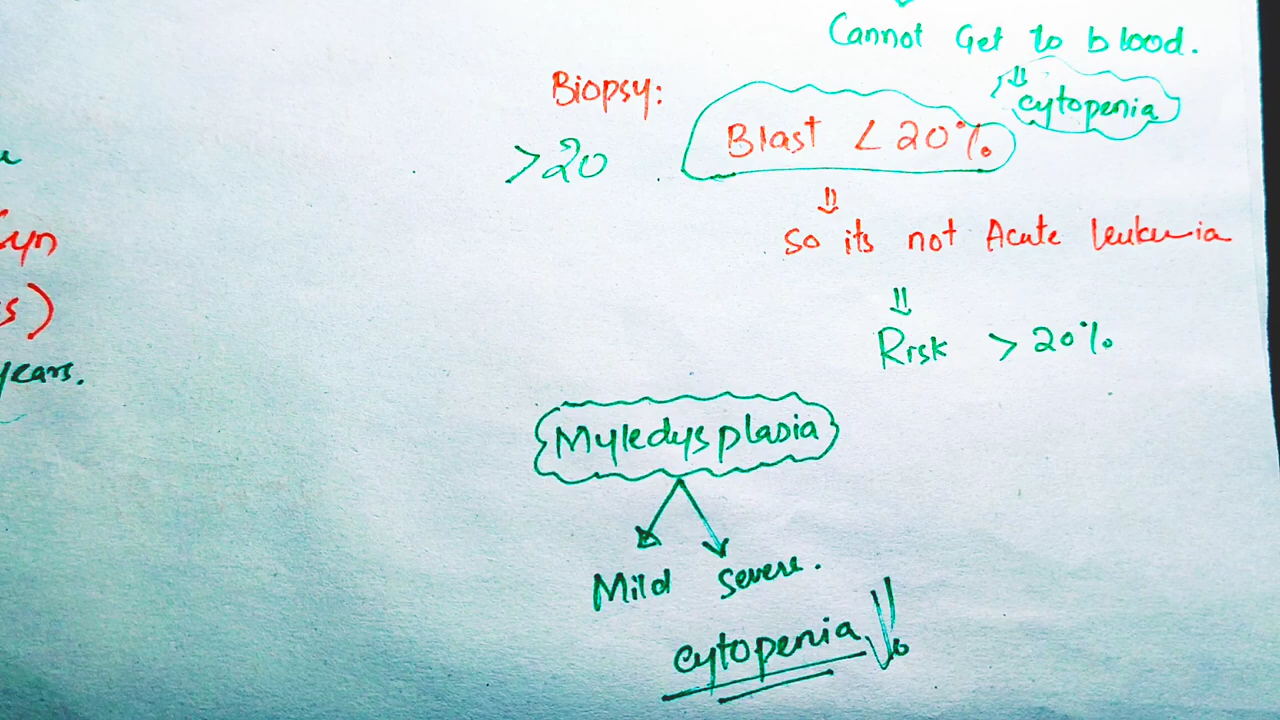 Cannot Get to blood.
⇓
cytopenia
Biopsy:
Blast < 20%
>20
⇓
so its not Acute leukemia
⇓
Risk > 20%
years.
Myledysplasia
Mild severe.
cytopenia